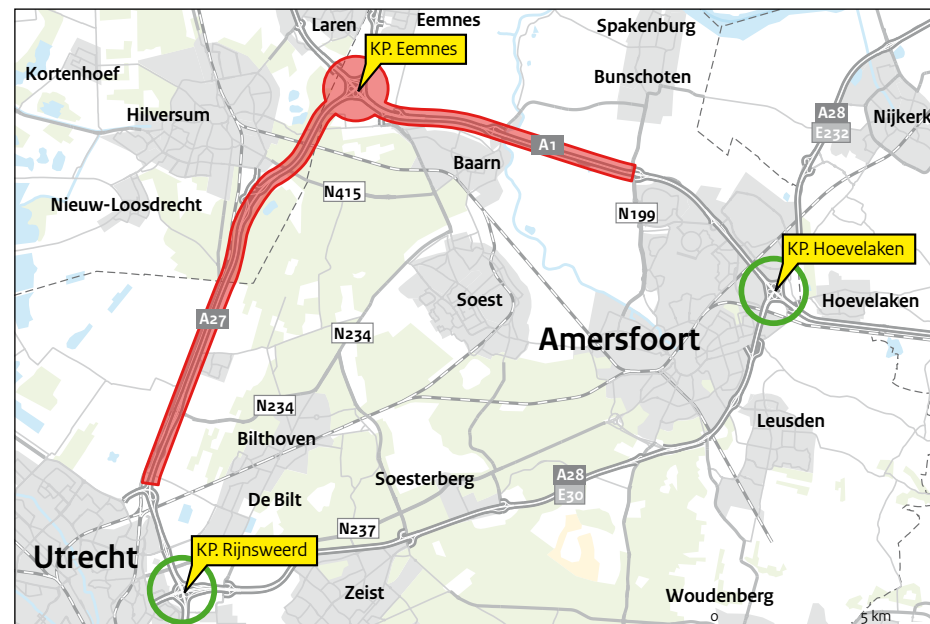 Laren
Eemnes
Spakenburg
KP. Eemnes
Kortenhoef
Bunschoten
A28
E232
Nijkerk
Hilversum
A1
Baarn
N415
Nieuw-Loosdrecht
N199
KP. Hoevelaken
Soest
Hoevelaken
A27
N234
Amersfoort
N234
Bilthoven
Leusden
Soesterberg
A28
E30
De Bilt
N237
Utrecht
KP. Rijnsweerd
Zeist
Woudenberg
0
5 km